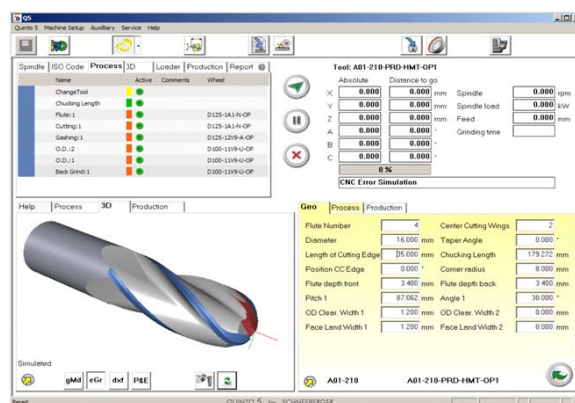 Q5
Quinto 5 Machine Setup Auxiliary Service Help
Spindle ISO Code Process 3D Loader Production Report
Name Active Comments Wheel
ChangeTool
Chucking Length
Flute:1 D125-1A1-N-OP
Cutting:1 D125-1A1-N-OP
Gashing:1 D125-12V9-A-OP
O.D.:2 D100-11V9-U-OP
O.D.:1 D100-11V9-U-OP
Back Grind:1 D100-11V9-U-OP
Tool: A01-210-PRD-HMT-OP1
Absolute Distance to go
X 0.000 0.000 mm Spindle 0.000 rpm
Y 0.000 0.000 mm Spindle load 0.000 kW
Z 0.000 0.000 mm Feed 0.000 mm
A 0.000 0.000 ° Grinding time
B 0.000 0.000 °
C 0.000 0.000 °
0 %
CNC Error Simulation
Help Process 3D Production
Simulated
gMd eGr dxf P&E
Geo Process Production
Flute Number 4 Center Cutting Wings 2
Diameter 16.000 mm Taper Angle 0.000 °
Length of Cutting Edge 05.000 mm Chucking Length 179.272 mm
Position CC Edge 0.000 ° Corner radius 8.000 mm
Flute depth front 3.400 mm Flute depth back 3.400 mm
Pitch 1 87.062 mm Angle 1 30.000 °
OD Clear. Width 1 1.200 mm OD Clear. Width 2 0.000 mm
Face Land Width 1 1.200 mm Face Land Width 2 0.000 mm
A01-210 A01-210-PRD-HMT-OP1
QUINTO 5 by SCHNEEBERGER